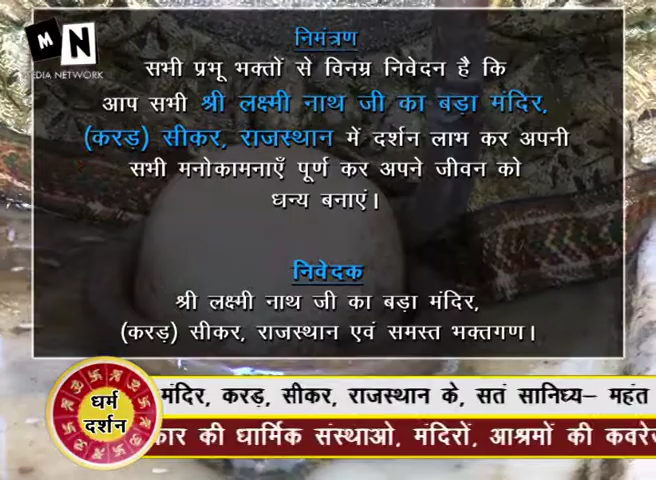 MN
MEDIA NETWORK
निमंत्रण
सभी प्रभू भक्तों से विनम्र निवेदन है कि
आप सभी श्री लक्ष्मी नाथ जी का बड़ा मंदिर,
(करड़) सीकर, राजस्थान में दर्शन लाभ कर अपनी
सभी मनोकामनाएँ पूर्ण कर अपने जीवन को
धन्य बनाएं।
निवेदक
श्री लक्ष्मी नाथ जी का बड़ा मंदिर,
(करड़) सीकर, राजस्थान एवं समस्त भक्तगण।
धर्म
दर्शन
मंदिर, करड़, सीकर, राजस्थान के, सतं सानिध्य– महंत
कार की धार्मिक संस्थाओ, मंदिरों, आश्रमों की कवरे